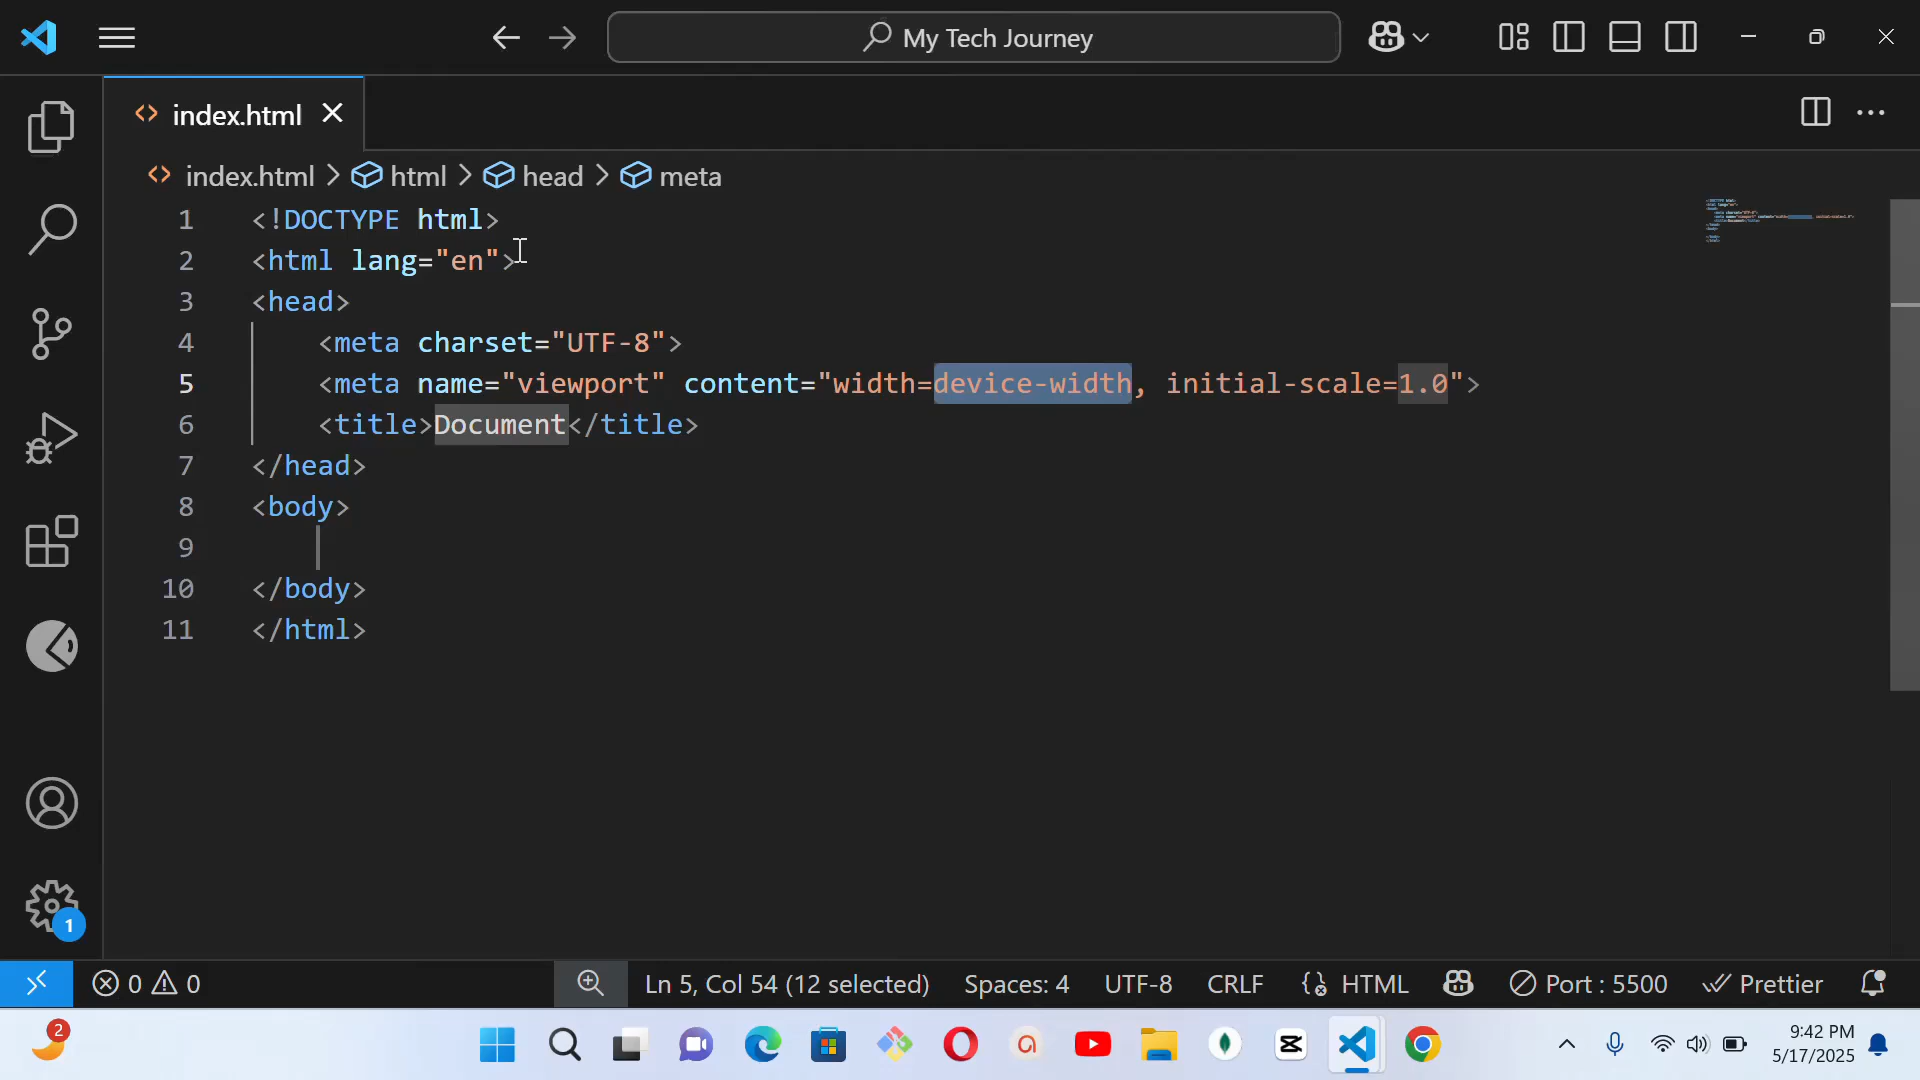 My Tech Journey
index.html
index.html > html > head > meta
1 <!DOCTYPE html>
2 <html lang="en">
3 <head>
4     <meta charset="UTF-8">
5     <meta name="viewport" content="width=device-width, initial-scale=1.0">
6     <title>Document</title>
7 </head>
8 <body>
9
10 </body>
11 </html>
1
0 0 Ln 5, Col 54 (12 selected) Spaces: 4 UTF-8 CRLF HTML Port : 5500 Prettier
2
9:42 PM
5/17/2025